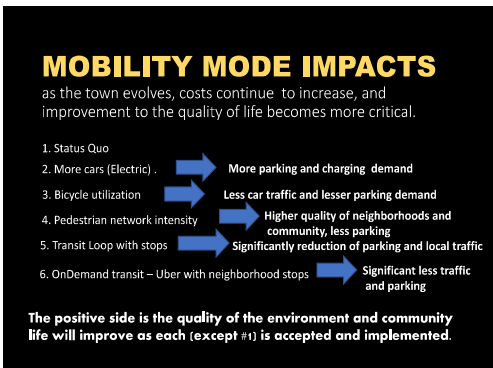 MOBILITY MODE IMPACTS
as the town evolves, costs continue to increase, and
improvement to the quality of life becomes more critical.
1. Status Quo
2. More cars (Electric) . More parking and charging demand
3. Bicycle utilization Less car traffic and lesser parking demand
4. Pedestrian network intensity Higher quality of neighborhoods and
community, less parking
5. Transit Loop with stops Significantly reduction of parking and local traffic
6. OnDemand transit – Uber with neighborhood stops Significant less traffic
and parking
The positive side is the quality of the environment and community
life will improve as each (except #1) is accepted and implemented.